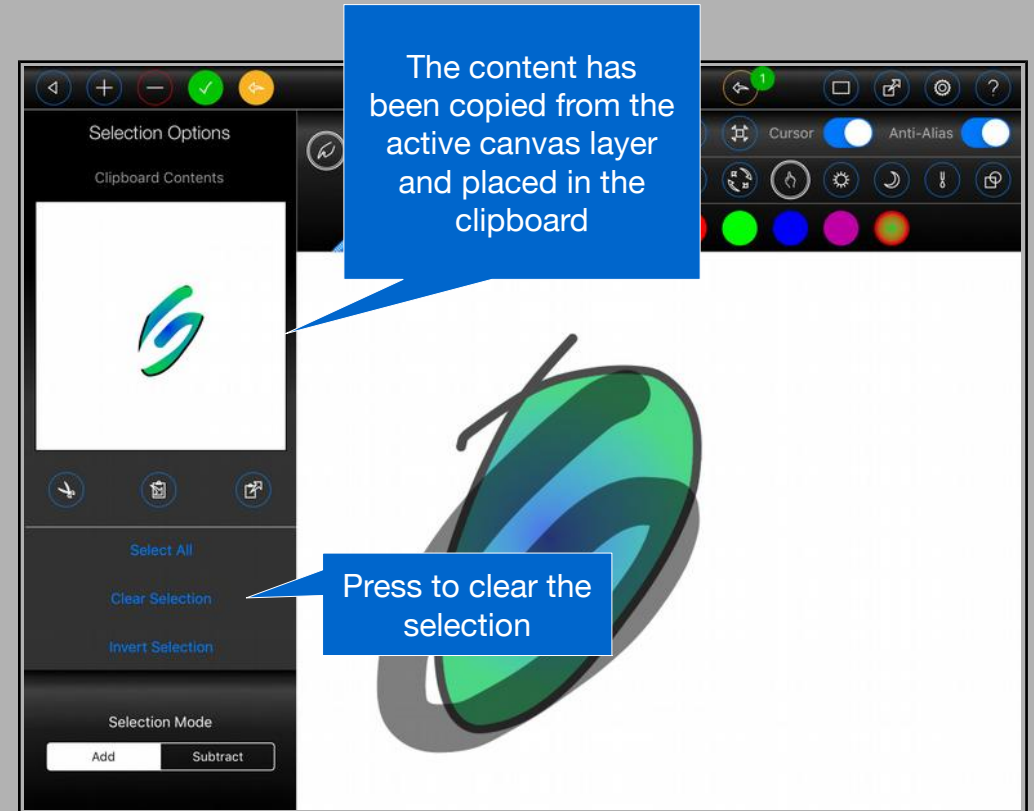 The content has
been copied from the
active canvas layer
and placed in the
clipboard
1
?
Selection Options
Cursor
Anti-Alias
Clipboard Contents
Select All
Press to clear the
selection
Clear Selection
Invert Selection
Selection Mode
Add
Subtract